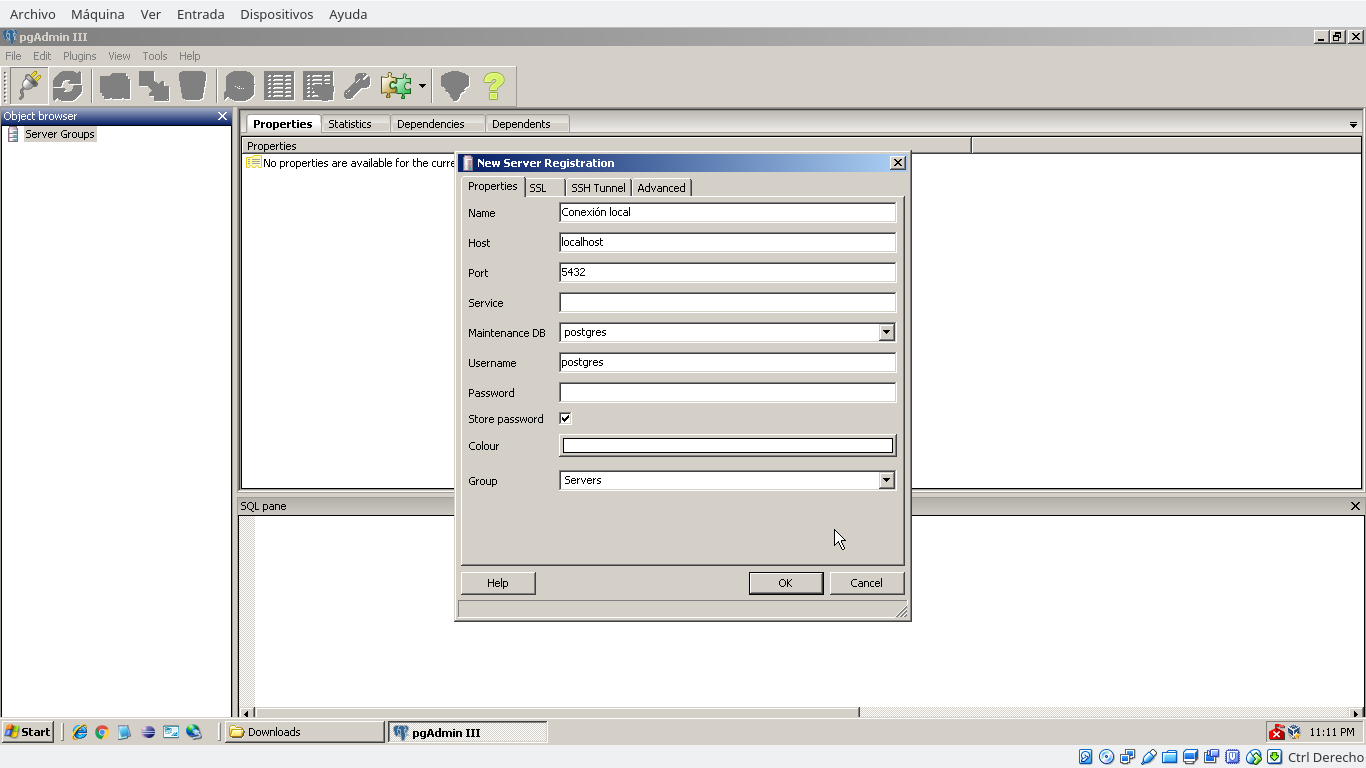 Archivo Máquina Ver Entrada Dispositivos Ayuda
pgAdmin III
File Edit Plugins View Tools Help
Object browser
Server Groups
Properties Statistics Dependencies Dependents
Properties
No properties are available for the curre
New Server Registration
Properties SSL SSH Tunnel Advanced
Name Conexión local
Host localhost
Port 5432
Service
Maintenance DB postgres
Username postgres
Password
Store password
Colour
Group Servers
Help OK Cancel
SQL pane
Start Downloads pgAdmin III 11:11 PM
Ctrl Derecho